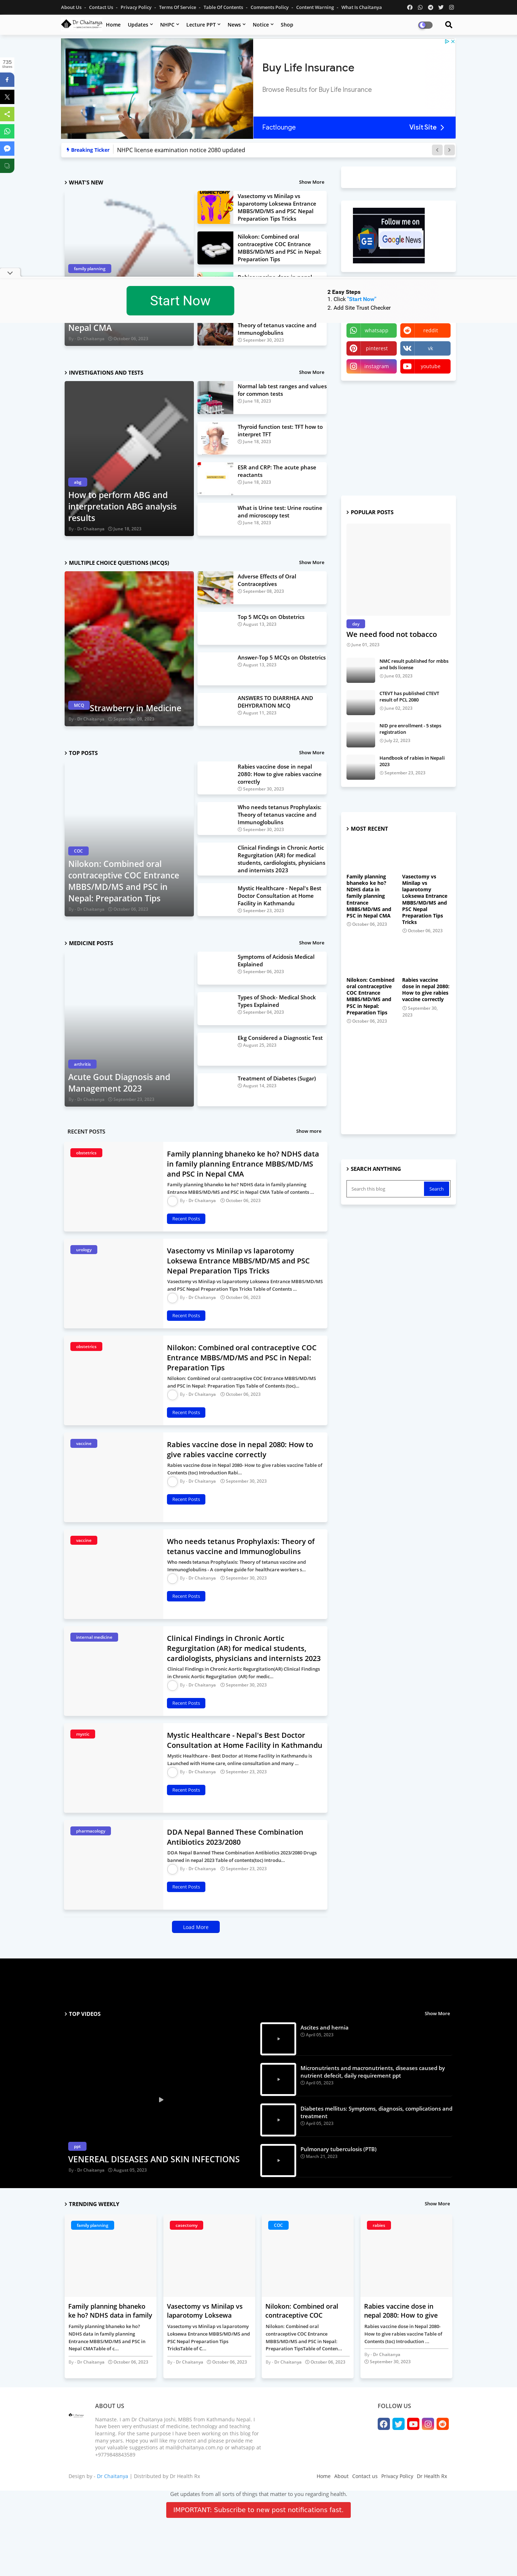 About Us - Contact Us - Privacy Policy - Terms Of Service - Table Of Contents - Comments Policy - Content Warning - What Is Chaitanya
Dr Chaitanya
Home Updates NHPC Lecture PPT News Notice Shop
735
Shares
Buy Life Insurance
Browse Results for Buy Life Insurance
Factlounge
Visit Site
Breaking Ticker
NHPC license examination notice 2080 updated
WHAT'S NEW
Show More
family planning
Nepal CMA
By - Dr Chaitanya October 06, 2023
Vasectomy vs Minilap vs
laparotomy Loksewa Entrance
MBBS/MD/MS and PSC Nepal
Preparation Tips Tricks
Nilokon: Combined oral
contraceptive COC Entrance
MBBS/MD/MS and PSC in Nepal:
Preparation Tips
Theory of tetanus vaccine and
Immunoglobulins
September 30, 2023
Start Now
2 Easy Steps
1. Click "Start Now"
2. Add Site Trust Checker
Follow me on
Google News
whatsapp
reddit
pinterest
vk
instagram
youtube
INVESTIGATIONS AND TESTS
Show More
abg
How to perform ABG and
interpretation ABG analysis
results
By - Dr Chaitanya June 18, 2023
Normal lab test ranges and values
for common tests
June 18, 2023
Thyroid function test: TFT how to
interpret TFT
June 18, 2023
ESR and CRP: The acute phase
reactants
June 18, 2023
What is Urine test: Urine routine
and microscopy test
June 18, 2023
MULTIPLE CHOICE QUESTIONS (MCQS)
Show More
MCQ
Strawberry in Medicine
By - Dr Chaitanya September 08, 2023
Adverse Effects of Oral
Contraceptives
September 08, 2023
Top 5 MCQs on Obstetrics
August 13, 2023
Answer-Top 5 MCQs on Obstetrics
August 13, 2023
ANSWERS TO DIARRHEA AND
DEHYDRATION MCQ
August 11, 2023
POPULAR POSTS
day
We need food not tobacco
June 01, 2023
NMC result published for mbbs
and bds license
June 03, 2023
CTEVT has published CTEVT
result of PCL 2080
June 02, 2023
NID pre enrollment - 5 steps
registration
July 22, 2023
Handbook of rabies in Nepali
2023
September 23, 2023
TOP POSTS
Show More
COC
Nilokon: Combined oral
contraceptive COC Entrance
MBBS/MD/MS and PSC in
Nepal: Preparation Tips
By - Dr Chaitanya October 06, 2023
Rabies vaccine dose in nepal
2080: How to give rabies vaccine
correctly
September 30, 2023
Who needs tetanus Prophylaxis:
Theory of tetanus vaccine and
Immunoglobulins
September 30, 2023
Clinical Findings in Chronic Aortic
Regurgitation (AR) for medical
students, cardiologists, physicians
and internists 2023
Mystic Healthcare - Nepal's Best
Doctor Consultation at Home
Facility in Kathmandu
September 23, 2023
MOST RECENT
Family planning
bhaneko ke ho?
NDHS data in
family planning
Entrance
MBBS/MD/MS and
PSC in Nepal CMA
October 06, 2023
Vasectomy vs
Minilap vs
laparotomy
Loksewa Entrance
MBBS/MD/MS and
PSC Nepal
Preparation Tips
Tricks
October 06, 2023
Nilokon: Combined
oral contraceptive
COC Entrance
MBBS/MD/MS and
PSC in Nepal:
Preparation Tips
October 06, 2023
Rabies vaccine
dose in nepal 2080:
How to give rabies
vaccine correctly
September 30,
2023
MEDICINE POSTS
Show More
arthritis
Acute Gout Diagnosis and
Management 2023
By - Dr Chaitanya September 23, 2023
Symptoms of Acidosis Medical
Explained
September 06, 2023
Types of Shock- Medical Shock
Types Explained
September 04, 2023
Ekg Considered a Diagnostic Test
August 25, 2023
Treatment of Diabetes (Sugar)
August 14, 2023
SEARCH ANYTHING
Search this blog
Search
RECENT POSTS
Show more
obstetrics
Family planning bhaneko ke ho? NDHS data
in family planning Entrance MBBS/MD/MS
and PSC in Nepal CMA
Family planning bhaneko ke ho? NDHS data in family planning
Entrance MBBS/MD/MS and PSC in Nepal CMA Table of contents ...
By - Dr Chaitanya October 06, 2023
Recent Posts
urology
Vasectomy vs Minilap vs laparotomy
Loksewa Entrance MBBS/MD/MS and PSC
Nepal Preparation Tips Tricks
Vasectomy vs Minilap vs laparotomy Loksewa Entrance MBBS/MD/MS
and PSC Nepal Preparation Tips Tricks Table of Contents ...
By - Dr Chaitanya October 06, 2023
Recent Posts
obstetrics
Nilokon: Combined oral contraceptive COC
Entrance MBBS/MD/MS and PSC in Nepal:
Preparation Tips
Nilokon: Combined oral contraceptive COC Entrance MBBS/MD/MS
and PSC in Nepal: Preparation Tips Table of Contents (toc)...
By - Dr Chaitanya October 06, 2023
Recent Posts
vaccine
Rabies vaccine dose in nepal 2080: How to
give rabies vaccine correctly
Rabies vaccine dose in Nepal 2080- How to give rabies vaccine Table of
Contents (toc) Introduction Rabi...
By - Dr Chaitanya September 30, 2023
Recent Posts
vaccine
Who needs tetanus Prophylaxis: Theory of
tetanus vaccine and Immunoglobulins
Who needs tetanus Prophylaxis: Theory of tetanus vaccine and
Immunoglobulins - A complee guide for healthcare workers s...
By - Dr Chaitanya September 30, 2023
Recent Posts
internal medicine
Clinical Findings in Chronic Aortic
Regurgitation (AR) for medical students,
cardiologists, physicians and internists 2023
Clinical Findings in Chronic Aortic Regurgitation(AR) Clinical Findings
in Chronic Aortic Regurgitation (AR) for medic...
By - Dr Chaitanya September 30, 2023
Recent Posts
mystic
Mystic Healthcare - Nepal's Best Doctor
Consultation at Home Facility in Kathmandu
Mystic Healthcare - Best Doctor at Home Facility in Kathmandu is
Launched with Home care, online consultation and many ...
By - Dr Chaitanya September 23, 2023
Recent Posts
pharmacology
DDA Nepal Banned These Combination
Antibiotics 2023/2080
DDA Nepal Banned These Combination Antibiotics 2023/2080 Drugs
banned in nepal 2023 Table of contents(toc) Introdu...
By - Dr Chaitanya September 23, 2023
Recent Posts
Load More
TOP VIDEOS
Show More
ppt
VENEREAL DISEASES AND SKIN INFECTIONS
By - Dr Chaitanya August 05, 2023
Ascites and hernia
April 05, 2023
Micronutrients and macronutrients, diseases caused by
nutrient defecit, daily requirement ppt
April 05, 2023
Diabetes mellitus: Symptoms, diagnosis, complications and
treatment
April 05, 2023
Pulmonary tuberculosis (PTB)
March 27, 2023
TRENDING WEEKLY
Show More
family planning
Family planning bhaneko
ke ho? NDHS data in family
Family planning bhaneko ke ho?
NDHS data in family planning
Entrance MBBS/MD/MS and PSC in
Nepal CMATable of c...
By - Dr Chaitanya October 06, 2023
vasectomy
Vasectomy vs Minilap vs
laparotomy Loksewa
Vasectomy vs Minilap vs laparotomy
Loksewa Entrance MBBS/MD/MS and
PSC Nepal Preparation Tips
TricksTable of C...
By - Dr Chaitanya October 06, 2023
COC
Nilokon: Combined oral
contraceptive COC
Nilokon: Combined oral
contraceptive COC Entrance
MBBS/MD/MS and PSC in Nepal:
Preparation TipsTable of Conten...
By - Dr Chaitanya October 06, 2023
rabies
Rabies vaccine dose in
nepal 2080: How to give
Rabies vaccine dose in Nepal 2080-
How to give rabies vaccine Table of
Contents (toc) Introduction ...
By - Dr Chaitanya
September 30, 2023
ABOUT US
Namaste, I am Dr Chaitanya Joshi, MBBS from Kathmandu Nepal. I
have been very enthusiast of medicine, technology and teaching
learning. For the same purpose I have been working on this blog for
many years. Hope you will like my content and please provide me
your valuable suggestions at mail@chaitanya.com.np or whatsapp at
+9779848843589
FOLLOW US
Design by - Dr Chaitanya | Distributed by Dr Health Rx
Home About Contact us Privacy Policy Dr Health Rx
Get updates from all sorts of things that matter to you regarding health.
IMPORTANT: Subscribe to new post notifications fast.